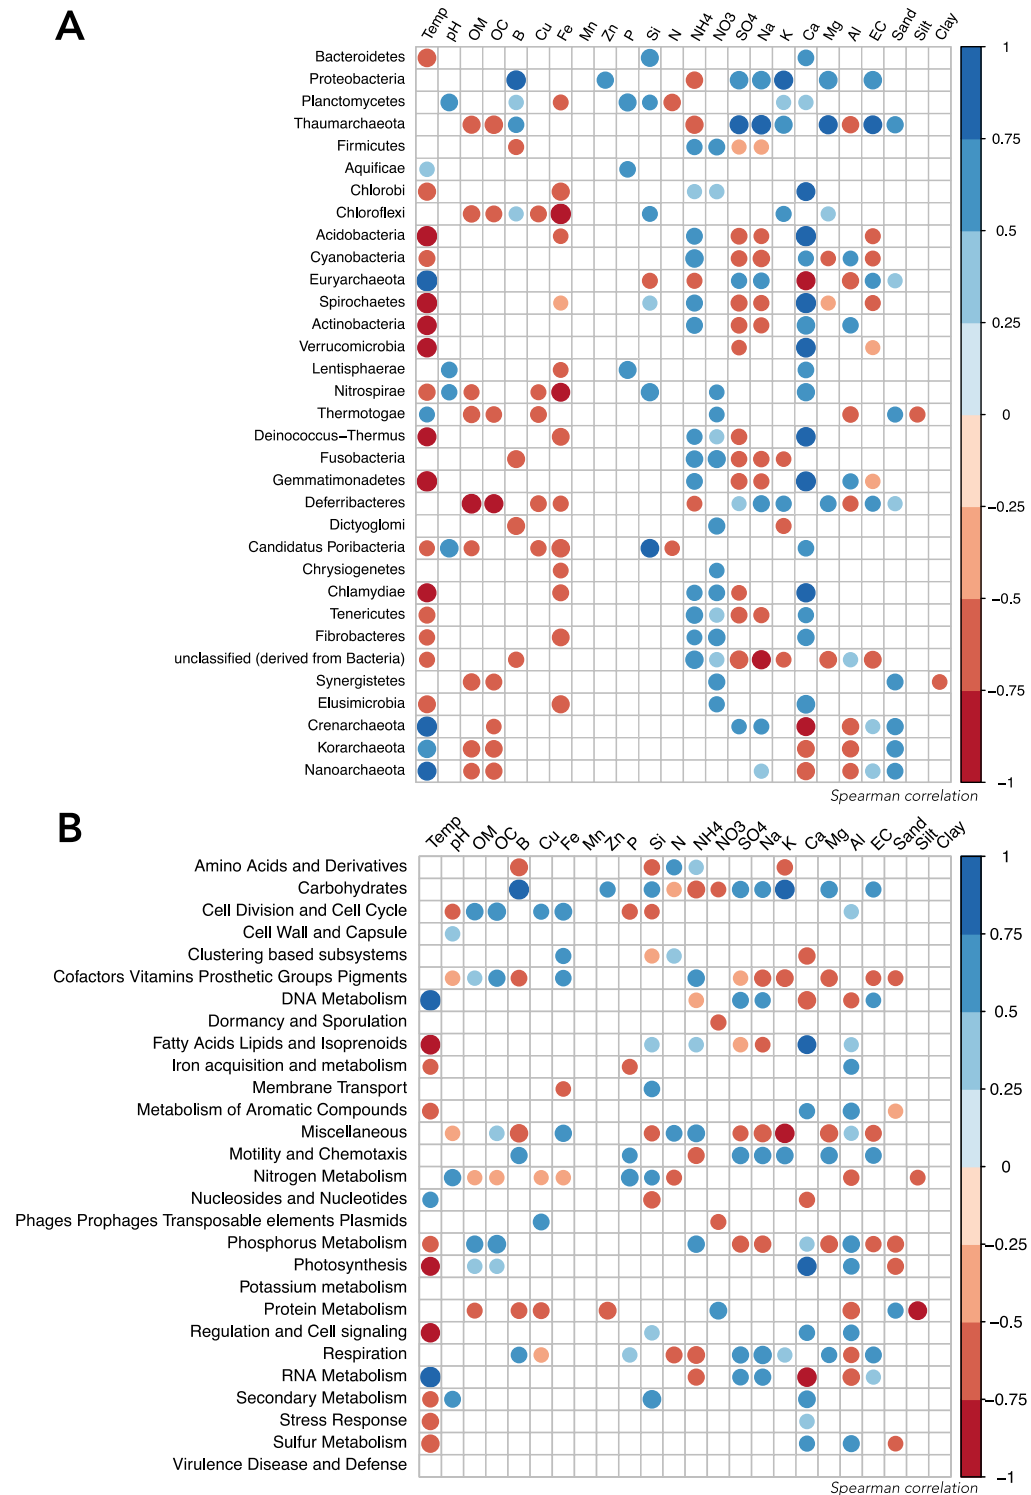 A
Temp pH OM OC B Cu Fe Mn Zn P Si N NH4 NO3 SO4 Na K Ca Mg Al EC Sand Silt Clay
Bacteroidetes
Proteobacteria
Planctomycetes
Thaumarchaeota
Firmicutes
Aquificae
Chlorobi
Chloroflexi
Acidobacteria
Cyanobacteria
Euryarchaeota
Spirochaetes
Actinobacteria
Verrucomicrobia
Lentisphaerae
Nitrospirae
Thermotogae
Deinococcus−Thermus
Fusobacteria
Gemmatimonadetes
Deferribacteres
Dictyoglomi
Candidatus Poribacteria
Chrysiogenetes
Chlamydiae
Tenericutes
Fibrobacteres
unclassified (derived from Bacteria)
Synergistetes
Elusimicrobia
Crenarchaeota
Korarchaeota
Nanoarchaeota
1
0.75
0.5
0.25
0
−0.25
−0.5
−0.75
−1
Spearman correlation
B
Temp pH OM OC B Cu Fe Mn Zn P Si N NH4 NO3 SO4 Na K Ca Mg Al EC Sand Silt Clay
Amino Acids and Derivatives
Carbohydrates
Cell Division and Cell Cycle
Cell Wall and Capsule
Clustering based subsystems
Cofactors Vitamins Prosthetic Groups Pigments
DNA Metabolism
Dormancy and Sporulation
Fatty Acids Lipids and Isoprenoids
Iron acquisition and metabolism
Membrane Transport
Metabolism of Aromatic Compounds
Miscellaneous
Motility and Chemotaxis
Nitrogen Metabolism
Nucleosides and Nucleotides
Phages Prophages Transposable elements Plasmids
Phosphorus Metabolism
Photosynthesis
Potassium metabolism
Protein Metabolism
Regulation and Cell signaling
Respiration
RNA Metabolism
Secondary Metabolism
Stress Response
Sulfur Metabolism
Virulence Disease and Defense
1
0.75
0.5
0.25
0
−0.25
−0.5
−0.75
−1
Spearman correlation